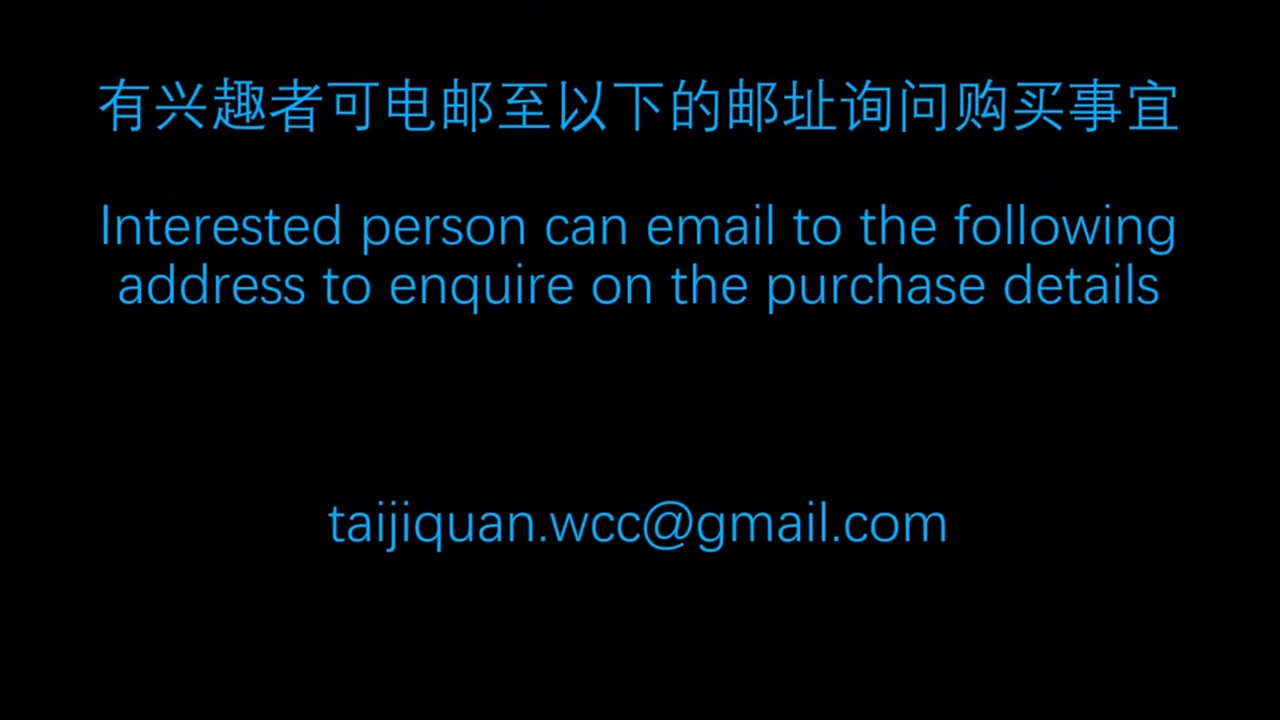 有兴趣者可电邮至以下的邮址询问购买事宜
Interested person can email to the following
address to enquire on the purchase details
taijiquan.wcc@gmail.com